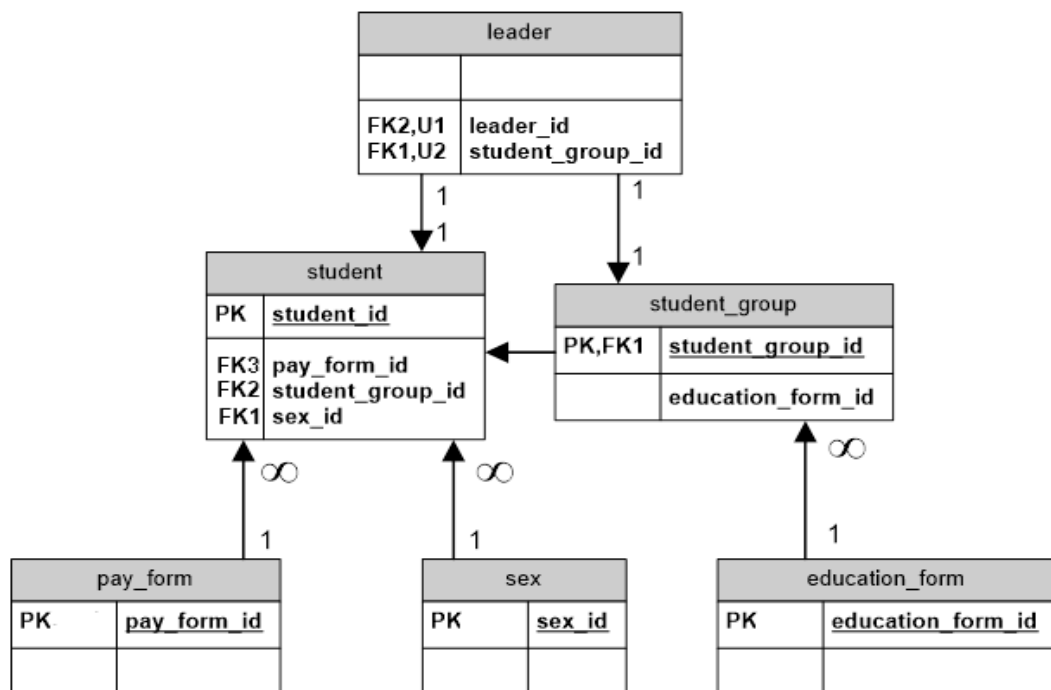 leader
FK2,U1 leader_id
FK1,U2 student_group_id
1 1
1 1
student
PK student_id
FK3 pay_form_id
FK2 student_group_id
FK1 sex_id
student_group
PK,FK1 student_group_id
education_form_id
∞ ∞ ∞
1 1 1
pay_form
PK pay_form_id
sex
PK sex_id
education_form
PK education_form_id